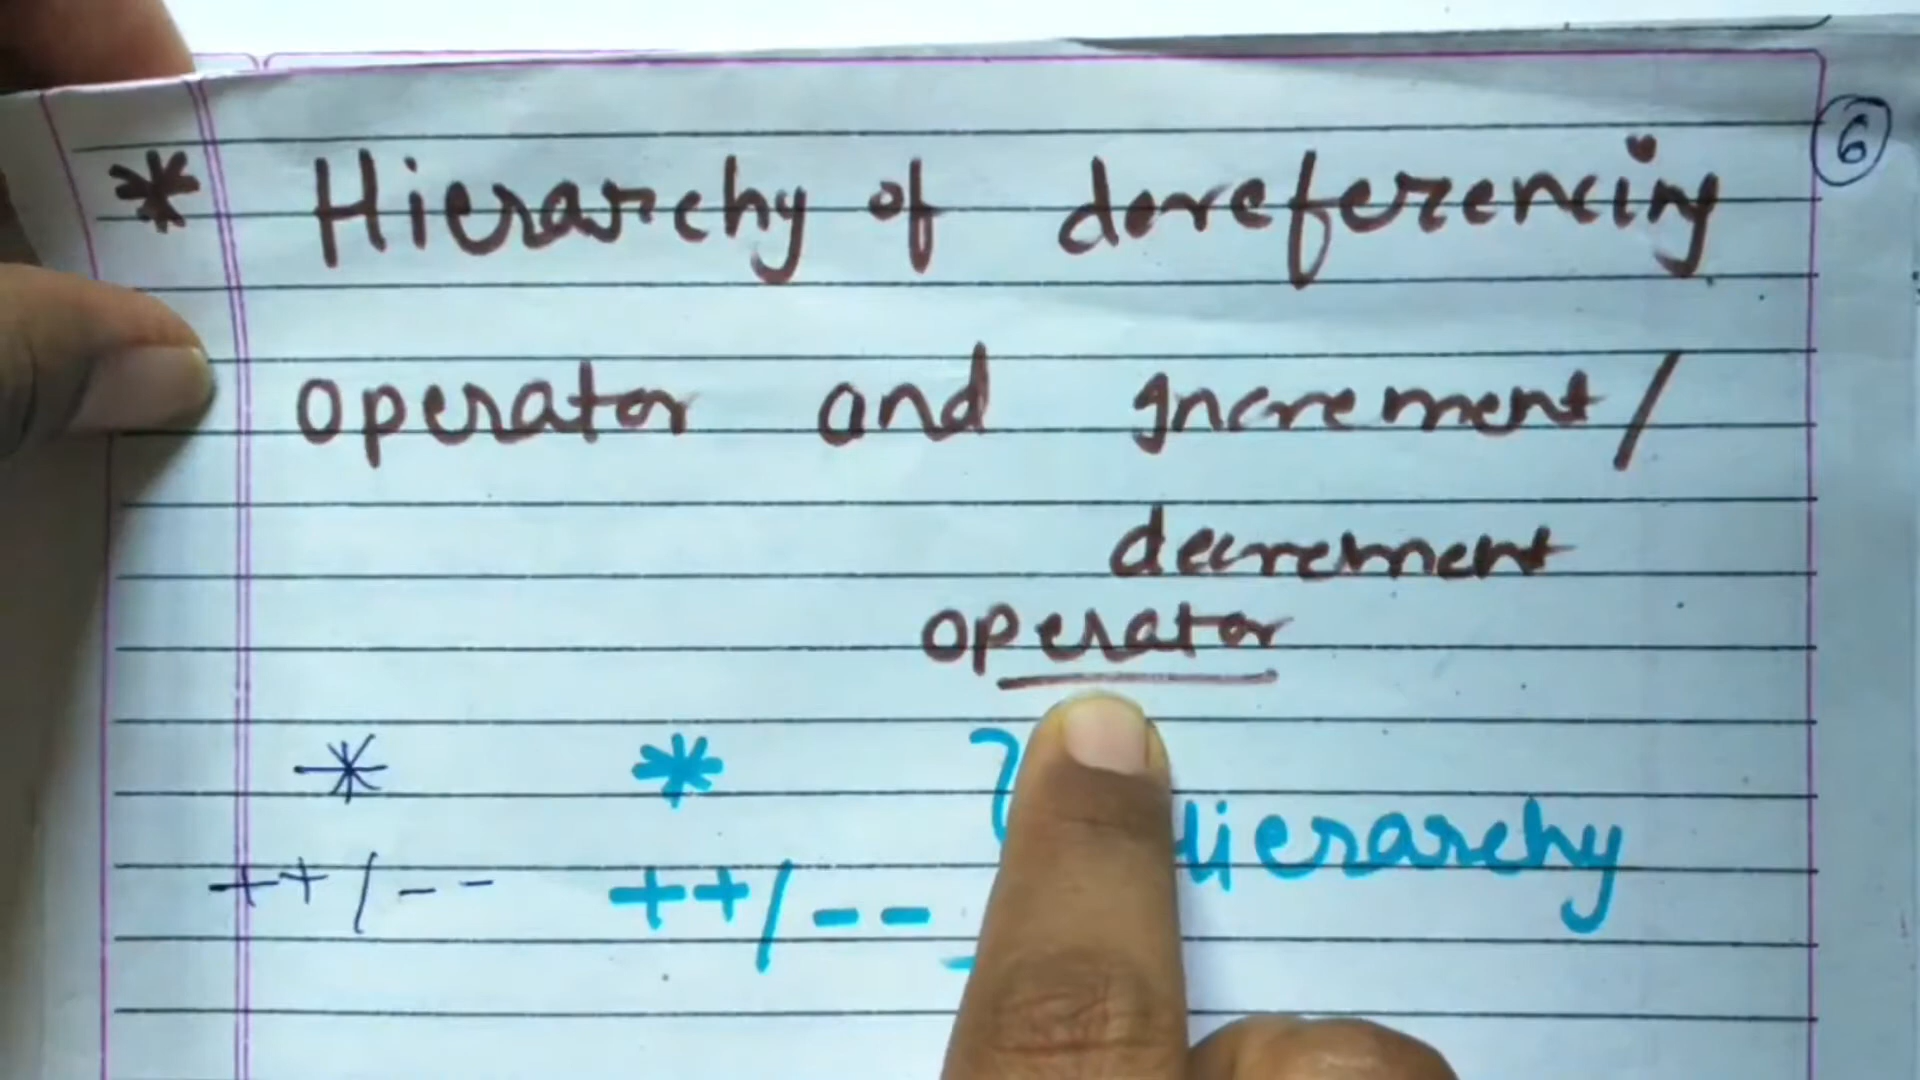 6
* Hierarchy of dereferencing
operator and Increment/
decrement
operator
* * }
++/-- ++/-- Hierarchy